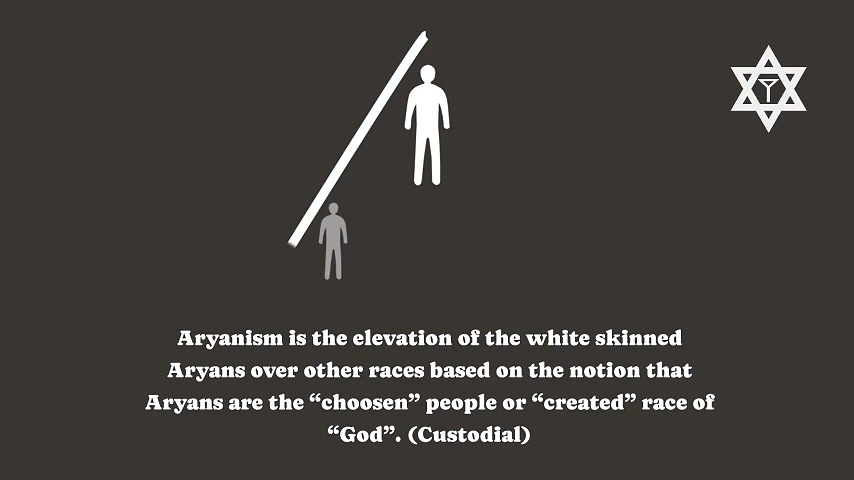 Aryanism is the elevation of the white skinned
Aryans over other races based on the notion that
Aryans are the “choosen” people or “created” race of
“God”. (Custodial)